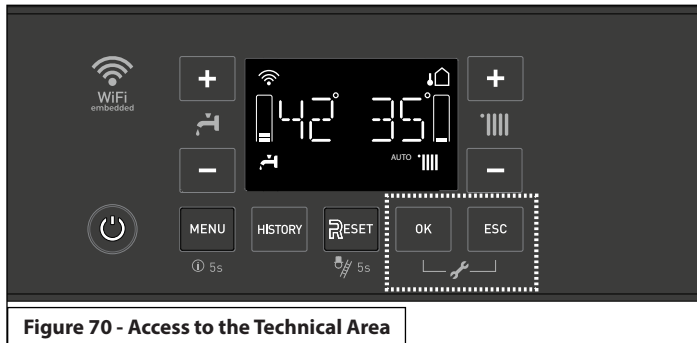 WiFi
embedded
+
−
42°
35°
AUTO
+
−
MENU
HISTORY
RESET
OK
ESC
5s
5s
Figure 70 - Access to the Technical Area